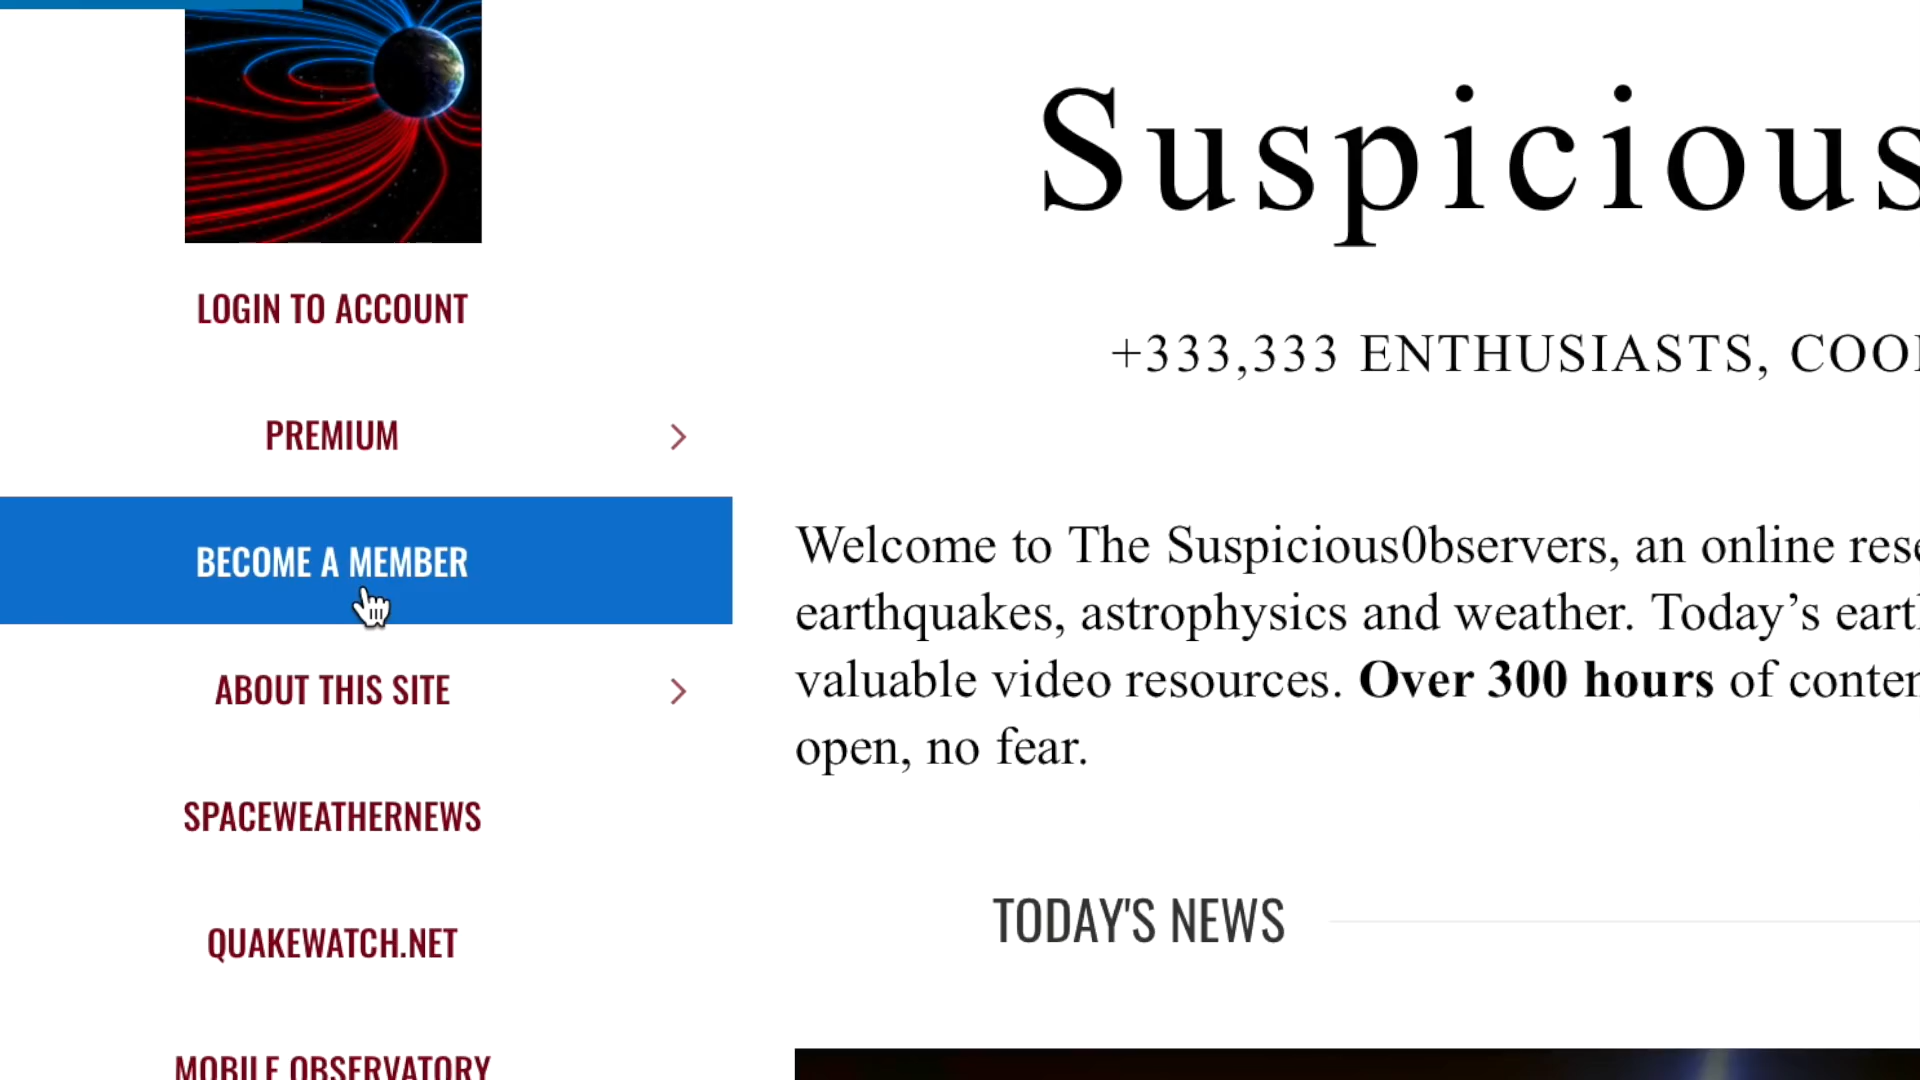 LOGIN TO ACCOUNT
PREMIUM
BECOME A MEMBER
ABOUT THIS SITE
SPACEWEATHERNEWS
QUAKEWATCH.NET
MOBILE OBSERVATORY
Suspicious
+333,333 ENTHUSIASTS,
Welcome to The Suspicious0bservers, an online
earthquakes, astrophysics and weather. Today’s
valuable video resources. Over 300 hours of
open, no fear.
TODAY'S NEWS